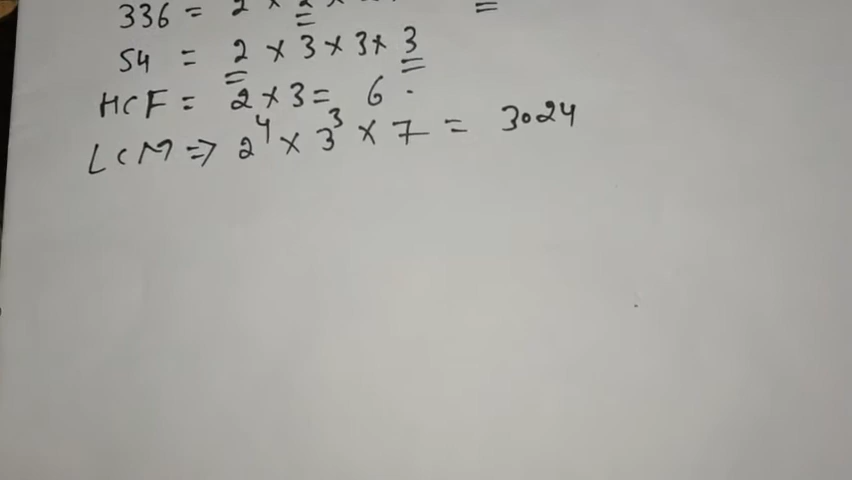 336 = 2 × 2 ×
54 = 2 × 3 × 3 × 3
HCF = 2 × 3 = 6 .
LCM => 2⁴ × 3³ × 7 = 3024